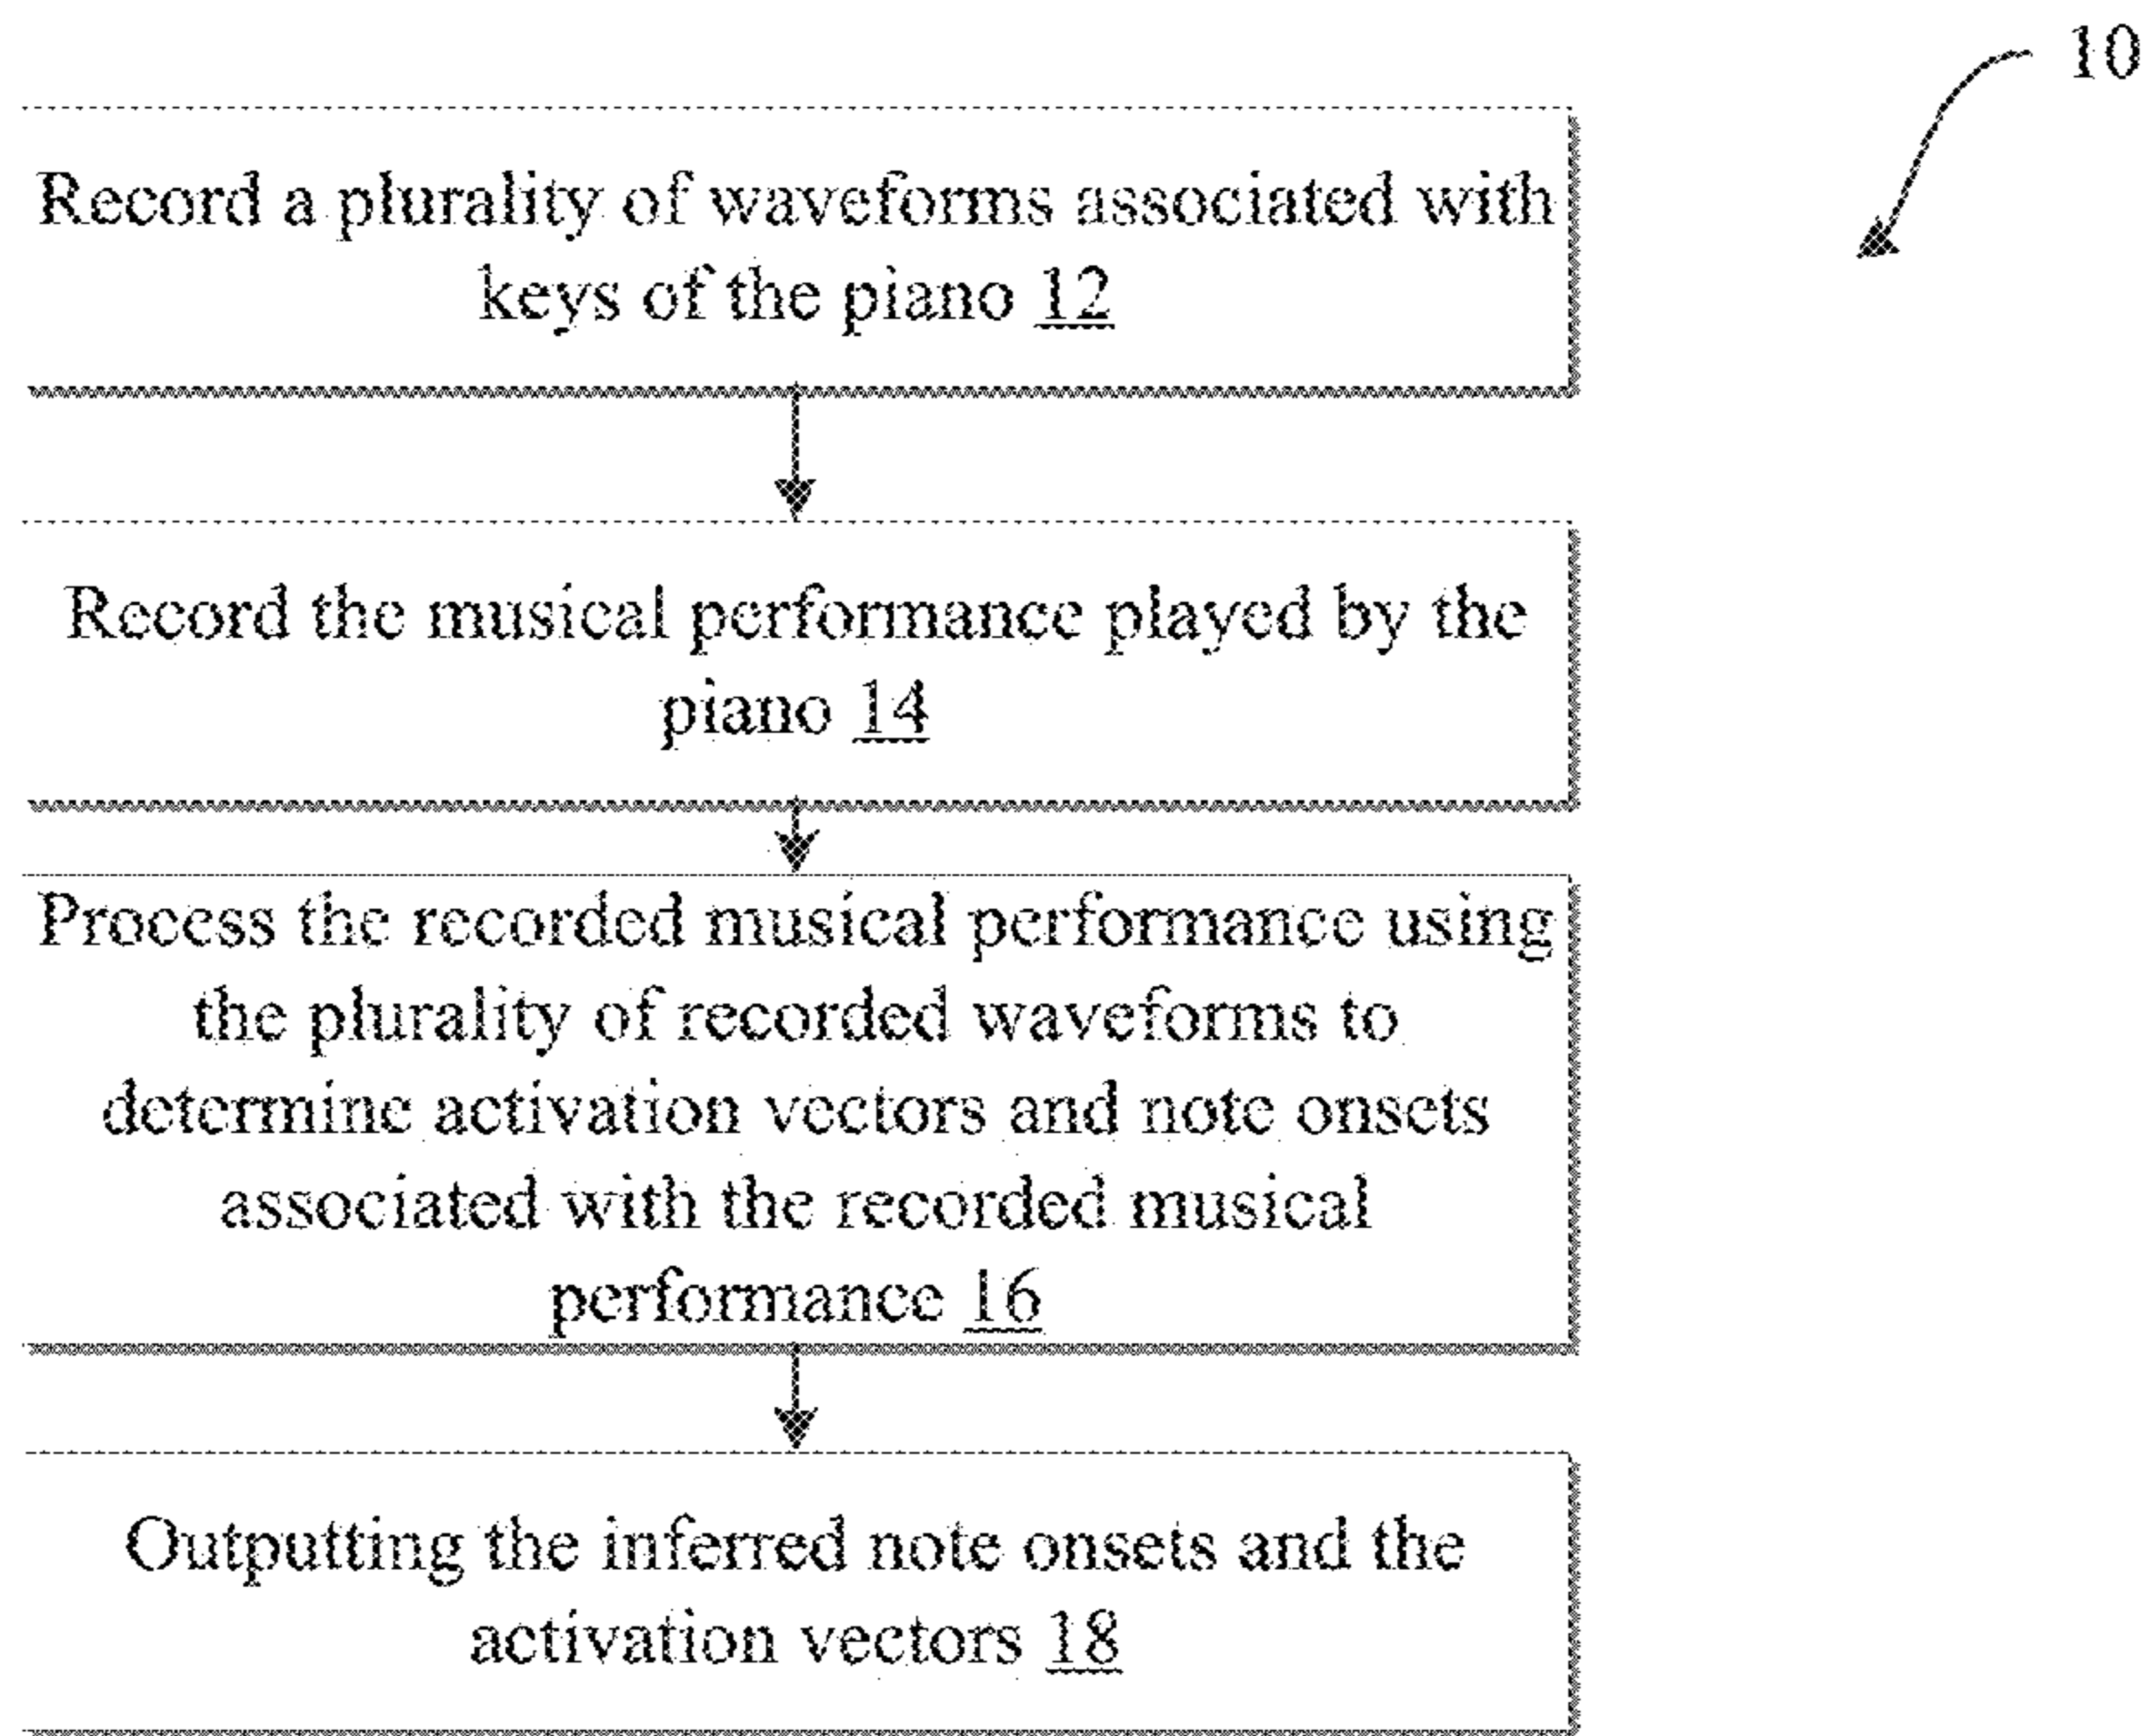 10
Record a plurality of waveforms associated with
keys of the piano 12
Record the musical performance played by the
piano 14
Process the recorded musical performance using
the plurality of recorded waveforms to
determine activation vectors and note onsets
associated with the recorded musical
performance 16
Outputting the inferred note onsets and the
activation vectors 18